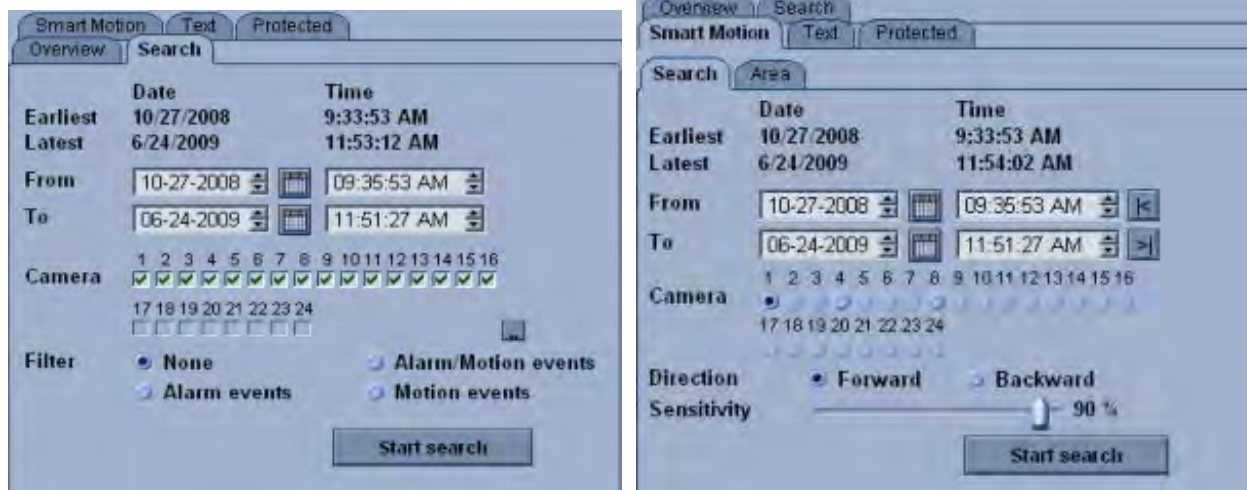 Smart Motion Text Protected
Overview Search
Date Time
Earliest 10/27/2008 9:33:53 AM
Latest 6/24/2009 11:53:12 AM
From 10-27-2008 09:35:53 AM
To 06-24-2009 11:51:27 AM
1 2 3 4 5 6 7 8 9 10 11 12 13 14 15 16
Camera
17 18 19 20 21 22 23 24
..
Filter None Alarm/Motion events
Alarm events Motion events
Start search
Overview Search
Smart Motion Text Protected
Search Area
Date Time
Earliest 10/27/2008 9:33:53 AM
Latest 6/24/2009 11:54:02 AM
From 10-27-2008 09:35:53 AM |<
To 06-24-2009 11:51:27 AM >|
1 2 3 4 5 6 7 8 9 10 11 12 13 14 15 16
Camera
17 18 19 20 21 22 23 24
Direction Forward Backward
Sensitivity 90 %
Start search